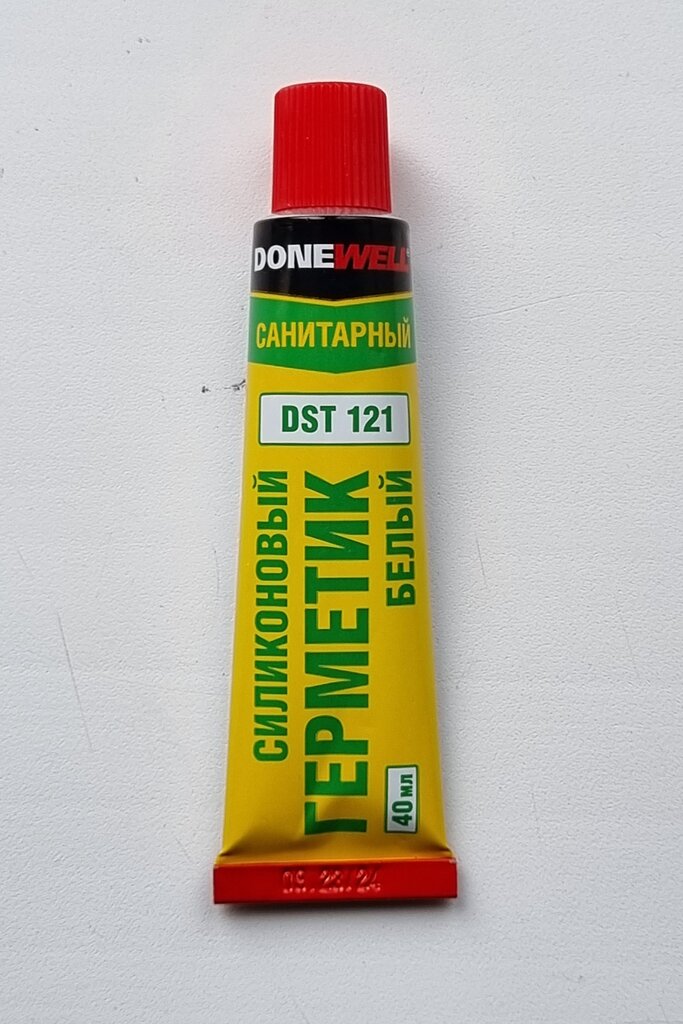 DONEWELL®
САНИТАРНЫЙ
DST 121
СИЛИКОНОВЫЙ
ГЕРМЕТИК
БЕЛЫЙ
40 мл